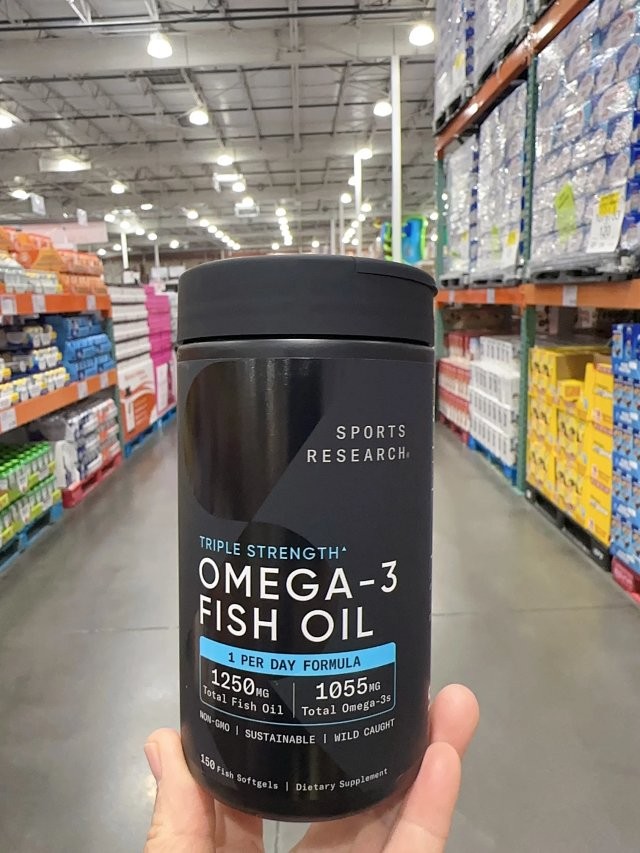 SPORTS
RESEARCH®
TRIPLE STRENGTH▲
OMEGA-3
FISH OIL
1 PER DAY FORMULA
1250MG
Total Fish Oil
1055MG
Total Omega-3s
NON-GMO | SUSTAINABLE | WILD CAUGHT
150 Fish Softgels | Dietary Supplement